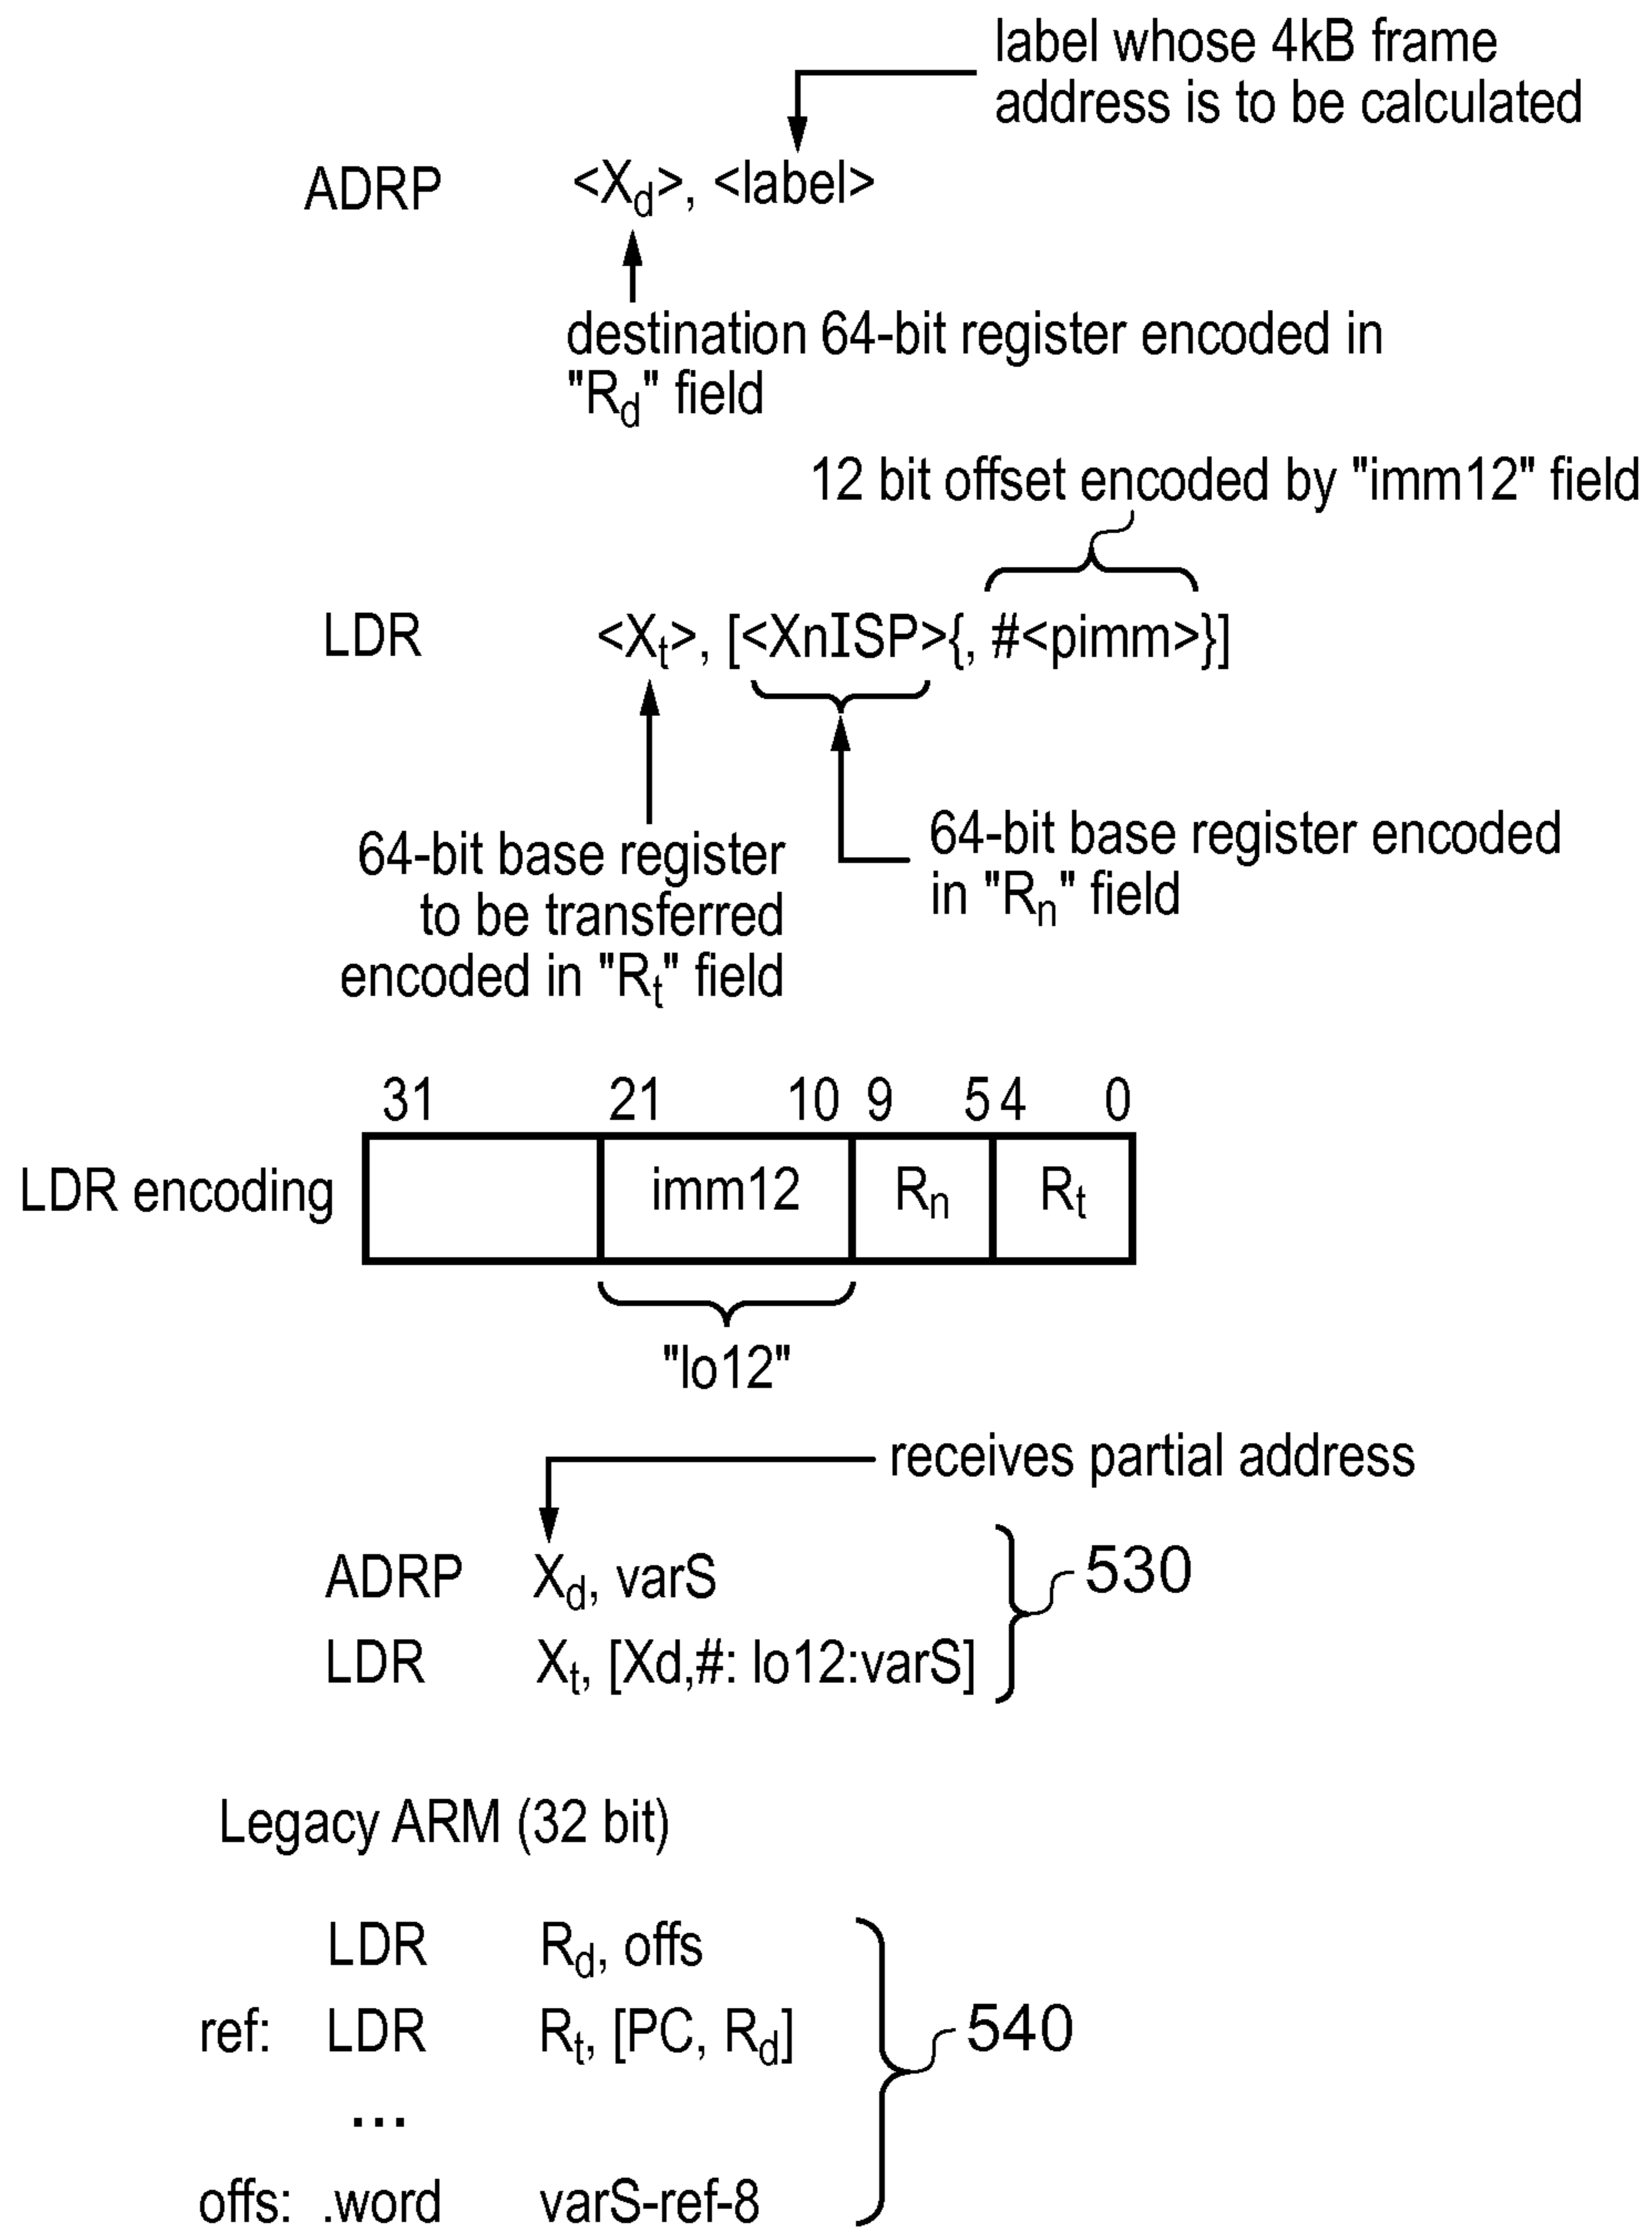 label whose 4kB frame
address is to be calculated
ADRP <Xd>, <label>
destination 64-bit register encoded in
"Rd" field
12 bit offset encoded by "imm12" field
LDR <Xt>, [<XnISP>{, #<pimm>}]
64-bit base register
to be transferred
encoded in "Rt" field
64-bit base register encoded
in "Rn" field
31 21 10 9 5 4 0
LDR encoding imm12 Rn Rt
"lo12"
receives partial address
ADRP Xd, varS
LDR Xt, [Xd,#: lo12:varS]
530
Legacy ARM (32 bit)
LDR Rd, offs
ref: LDR Rt, [PC, Rd]
...
offs: .word varS-ref-8
540